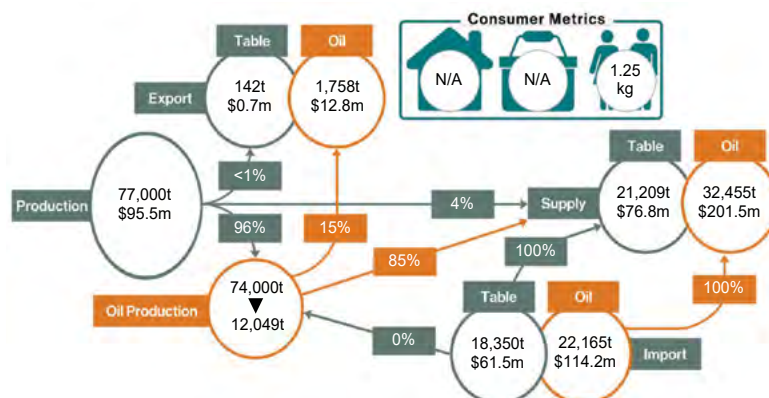 Consumer Metrics
N/A
N/A
1.25
kg
Table
Oil
Export
142t
$0.7m
1,758t
$12.8m
<1%
Production
77,000t
$95.5m
4%
96%
15%
85%
Table
Oil
Supply
21,209t
$76.8m
32,455t
$201.5m
100%
100%
Oil Production
74,000t
▼
12,049t
0%
Table
Oil
18,350t
$61.5m
22,165t
$114.2m
Import